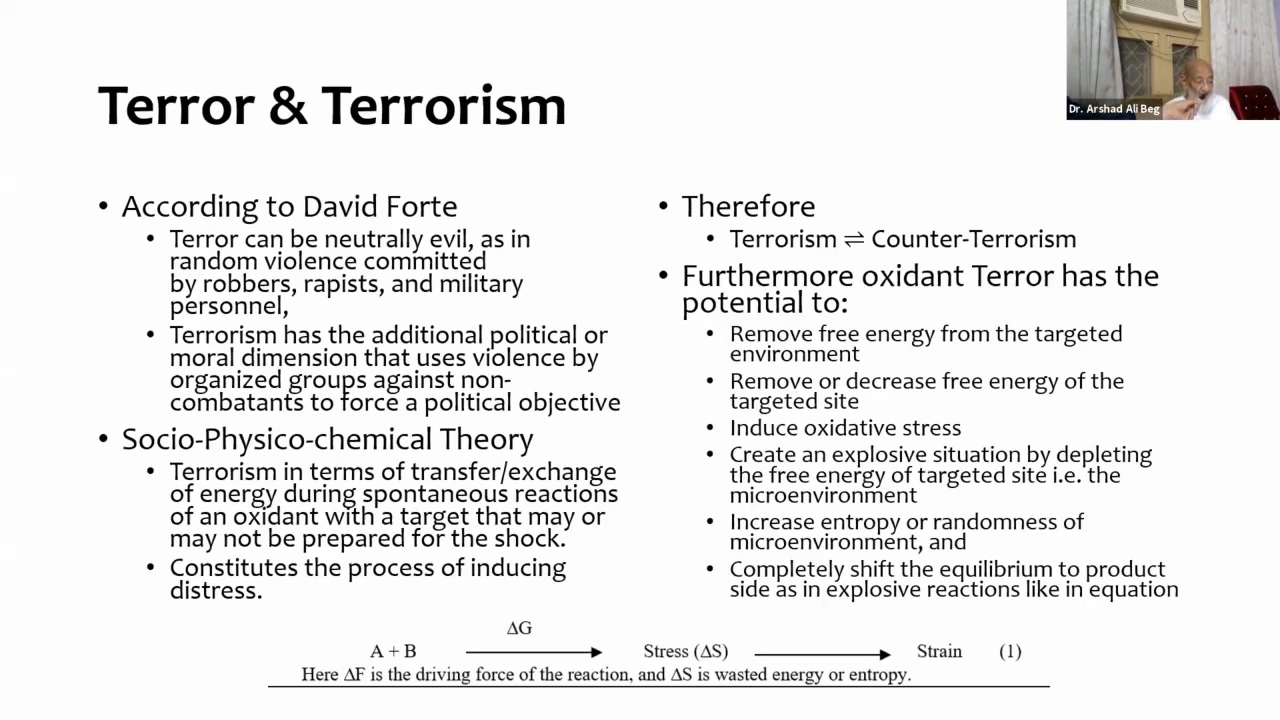 Terror & Terrorism
Dr. Arshad Ali Beg
• According to David Forte
• Terror can be neutrally evil, as in
random violence committed
by robbers, rapists, and military
personnel,
• Terrorism has the additional political or
moral dimension that uses violence by
organized groups against non-
combatants to force a political objective
• Socio-Physico-chemical Theory
• Terrorism in terms of transfer/exchange
of energy during spontaneous reactions
of an oxidant with a target that may or
may not be prepared for the shock.
• Constitutes the process of inducing
distress.
• Therefore
• Terrorism ⇌ Counter-Terrorism
• Furthermore oxidant Terror has the
potential to:
• Remove free energy from the targeted
environment
• Remove or decrease free energy of the
targeted site
• Induce oxidative stress
• Create an explosive situation by depleting
the free energy of targeted site i.e. the
microenvironment
• Increase entropy or randomness of
microenvironment, and
• Completely shift the equilibrium to product
side as in explosive reactions like in equation
ΔG
A + B ⟶ Stress (ΔS) ⟶ Strain (1)
Here ΔF is the driving force of the reaction, and ΔS is wasted energy or entropy.